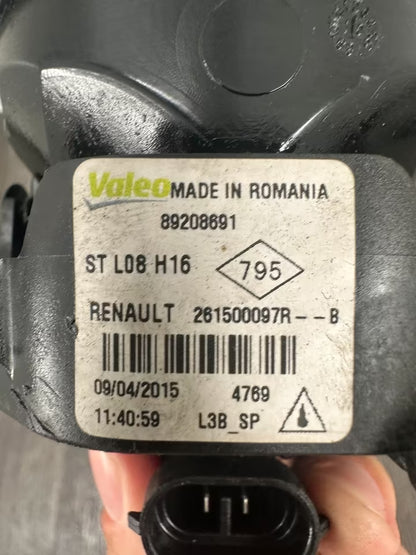 Valeo MADE IN ROMANIA
89208691
ST L08 H16 795
RENAULT 261500097R--B
09/04/2015 4769
11:40:59 L3B_SP